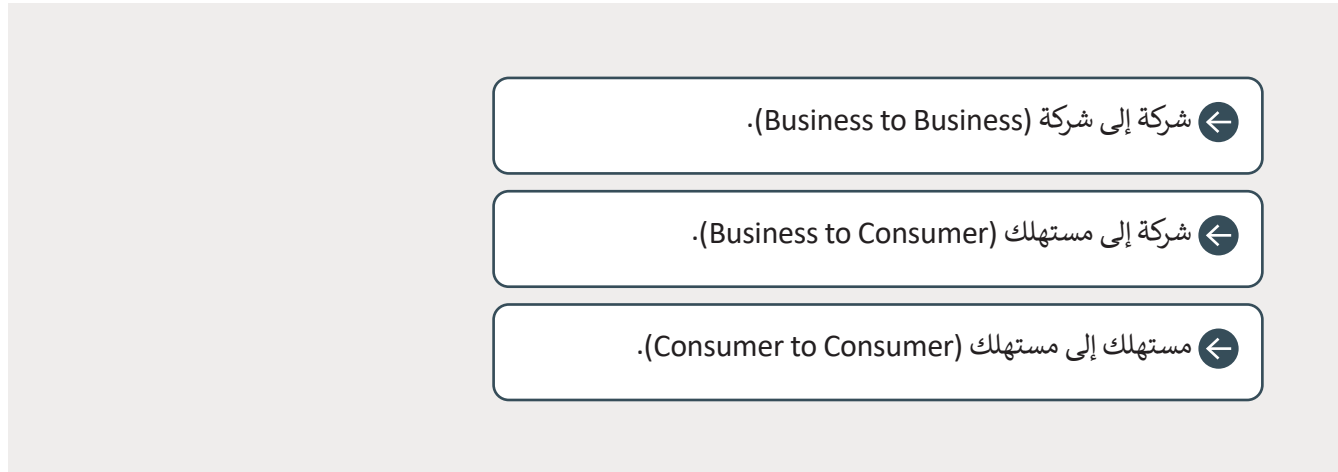 شركة إلى شركة (Business to Business).
شركة إلى مستهلك (Business to Consumer).
مستهلك إلى مستهلك (Consumer to Consumer).